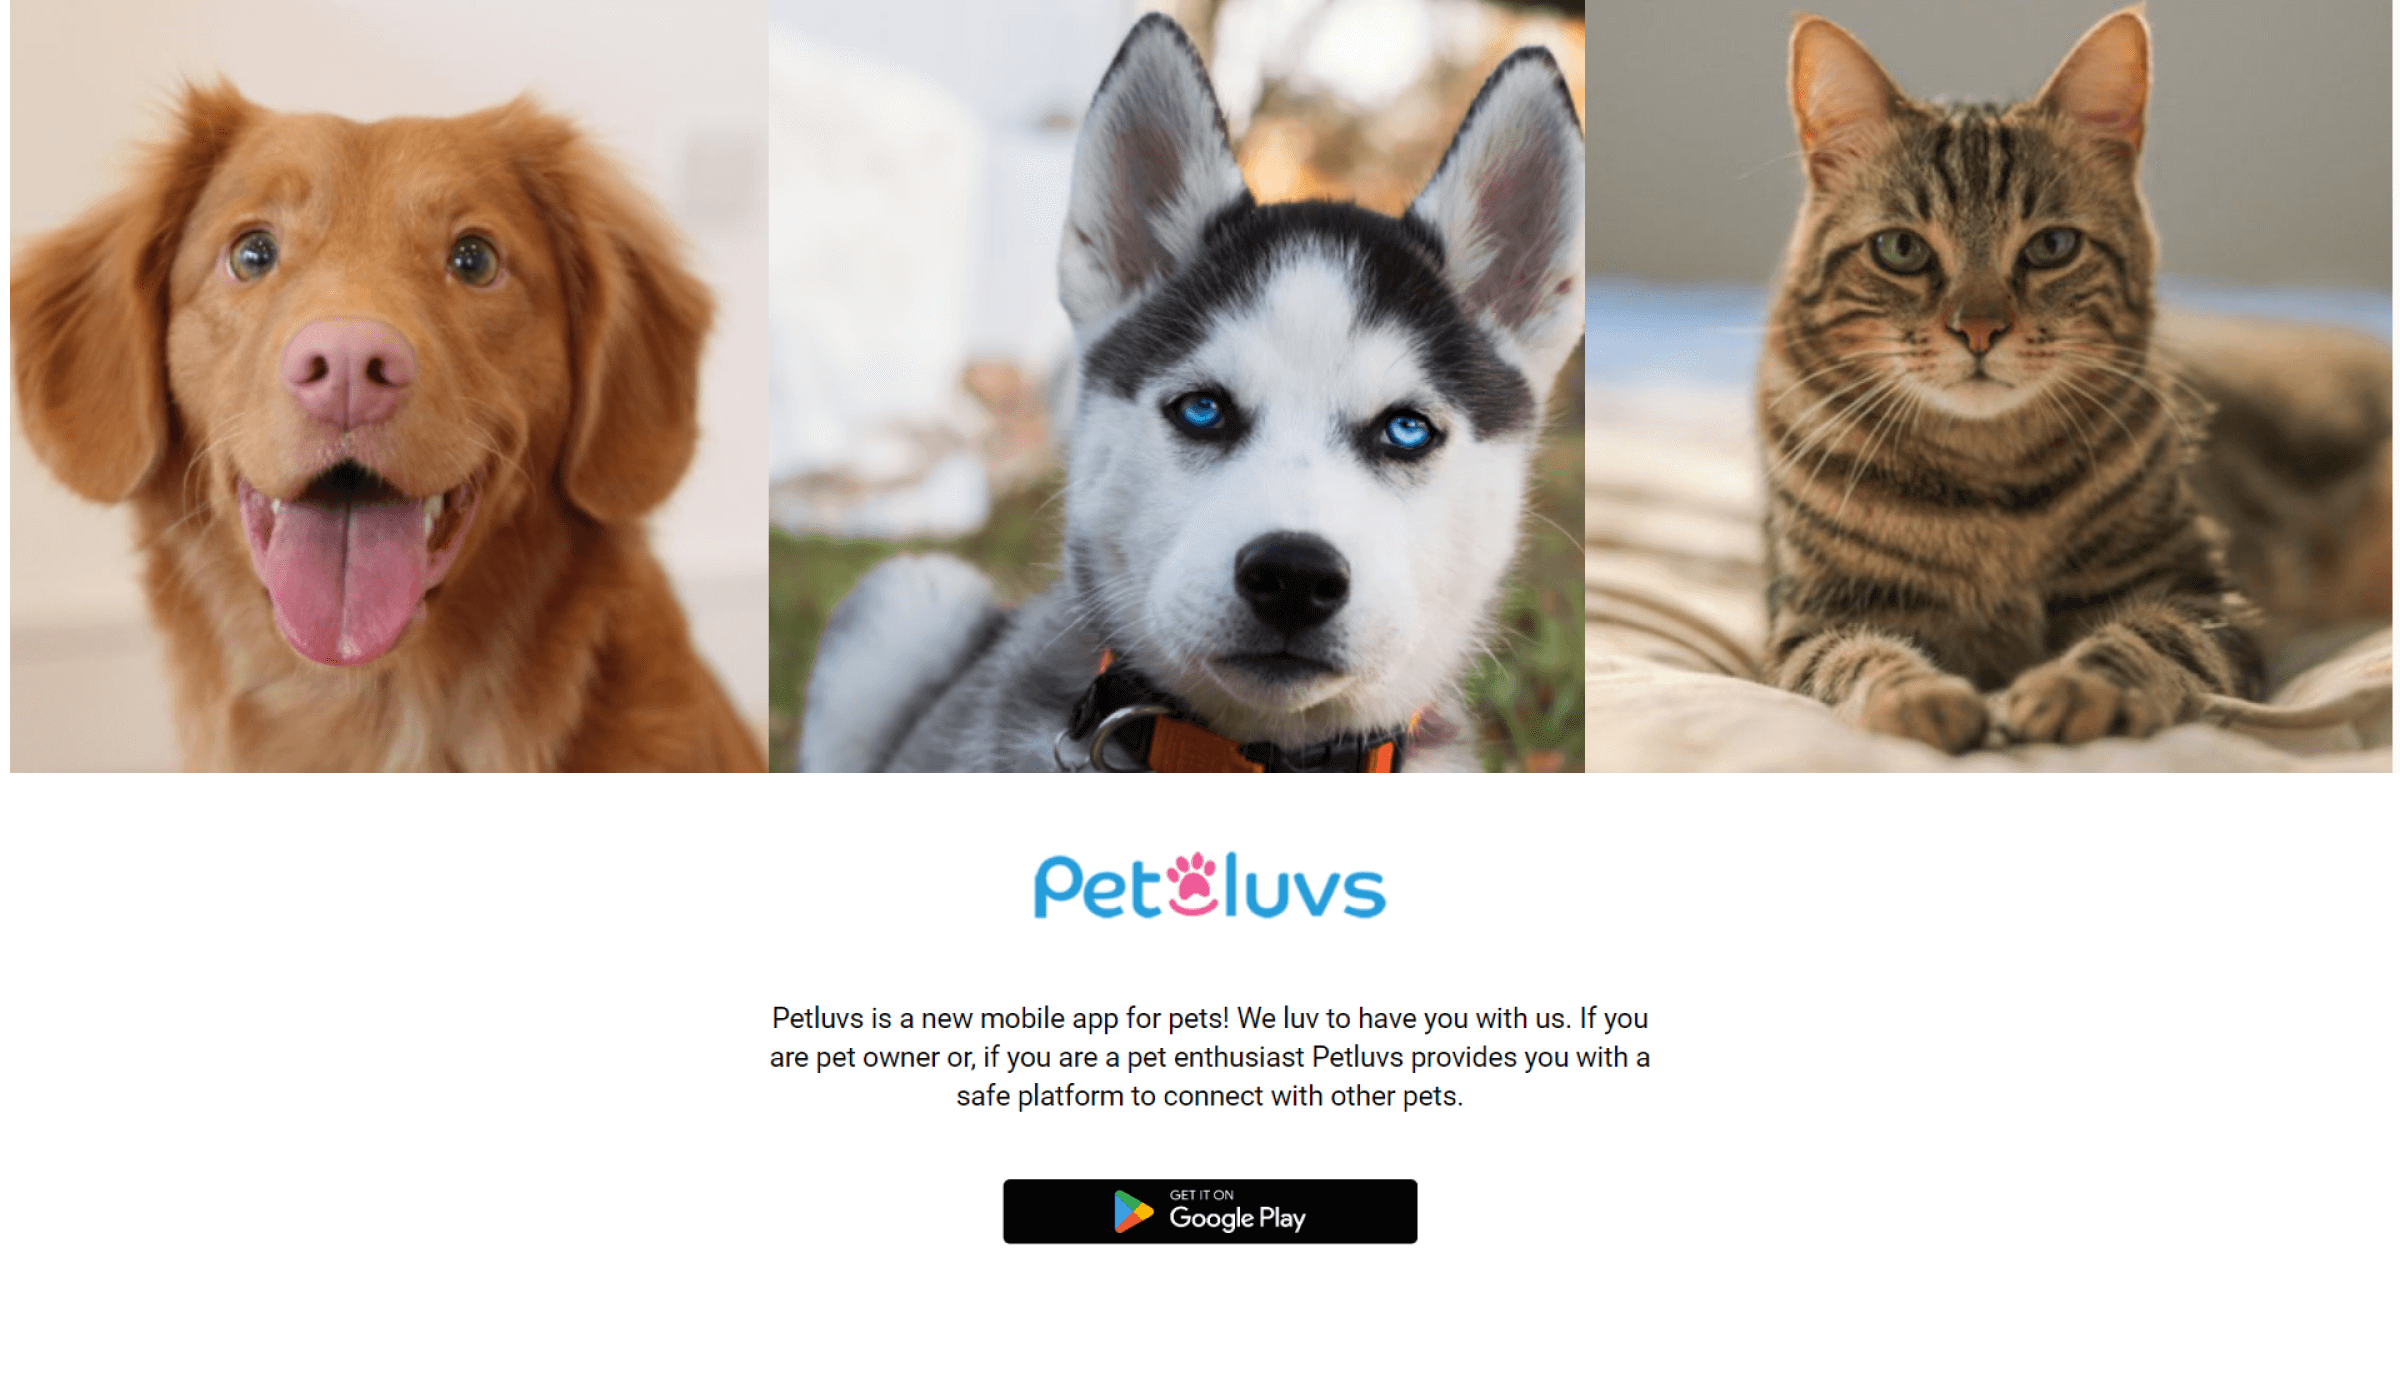 Petluvs
Petluvs is a new mobile app for pets! We luv to have you with us. If you
are pet owner or, if you are a pet enthusiast Petluvs provides you with a
safe platform to connect with other pets.
GET IT ON
Google Play